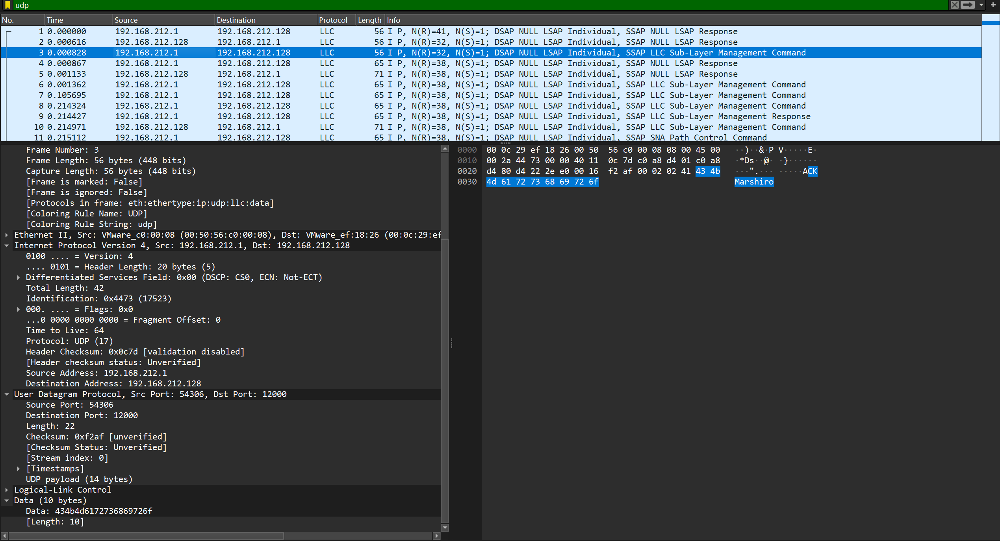 udp
No. Time Source Destination Protocol Length Info
1 0.000000 192.168.212.1 192.168.212.128 LLC 56 I P, N(R)=41, N(S)=1; DSAP NULL LSAP Individual, SSAP NULL LSAP Response
2 0.000616 192.168.212.128 192.168.212.1 LLC 56 I P, N(R)=32, N(S)=1; DSAP NULL LSAP Individual, SSAP NULL LSAP Response
3 0.000828 192.168.212.1 192.168.212.128 LLC 56 I P, N(R)=32, N(S)=1; DSAP NULL LSAP Individual, SSAP LLC Sub-Layer Management Command
4 0.000867 192.168.212.1 192.168.212.128 LLC 65 I P, N(R)=38, N(S)=1; DSAP NULL LSAP Individual, SSAP NULL LSAP Response
5 0.001133 192.168.212.128 192.168.212.1 LLC 71 I P, N(R)=38, N(S)=1; DSAP NULL LSAP Individual, SSAP NULL LSAP Response
6 0.001362 192.168.212.1 192.168.212.128 LLC 65 I P, N(R)=38, N(S)=1; DSAP NULL LSAP Individual, SSAP LLC Sub-Layer Management Command
7 0.105695 192.168.212.1 192.168.212.128 LLC 65 I P, N(R)=38, N(S)=1; DSAP NULL LSAP Individual, SSAP LLC Sub-Layer Management Command
8 0.214324 192.168.212.1 192.168.212.128 LLC 65 I P, N(R)=38, N(S)=1; DSAP NULL LSAP Individual, SSAP LLC Sub-Layer Management Command
9 0.214427 192.168.212.1 192.168.212.128 LLC 65 I P, N(R)=38, N(S)=1; DSAP NULL LSAP Individual, SSAP LLC Sub-Layer Management Response
10 0.214971 192.168.212.128 192.168.212.1 LLC 71 I P, N(R)=38, N(S)=1; DSAP NULL LSAP Individual, SSAP LLC Sub-Layer Management Command
11 0.215112 192.168.212.1 192.168.212.128 LLC 65 I P, N(R)=38, N(S)=1; DSAP NULL LSAP Individual, SSAP SNA Path Control Command
Frame Number: 3
Frame Length: 56 bytes (448 bits)
Capture Length: 56 bytes (448 bits)
[Frame is marked: False]
[Frame is ignored: False]
[Protocols in frame: eth:ethertype:ip:udp:llc:data]
[Coloring Rule Name: UDP]
[Coloring Rule String: udp]
Ethernet II, Src: VMware_c0:00:08 (00:50:56:c0:00:08), Dst: VMware_ef:18:26 (00:0c:29:ef
Internet Protocol Version 4, Src: 192.168.212.1, Dst: 192.168.212.128
0100 .... = Version: 4
.... 0101 = Header Length: 20 bytes (5)
Differentiated Services Field: 0x00 (DSCP: CS0, ECN: Not-ECT)
Total Length: 42
Identification: 0x4473 (17523)
000. .... = Flags: 0x0
...0 0000 0000 0000 = Fragment Offset: 0
Time to Live: 64
Protocol: UDP (17)
Header Checksum: 0x0c7d [validation disabled]
[Header checksum status: Unverified]
Source Address: 192.168.212.1
Destination Address: 192.168.212.128
User Datagram Protocol, Src Port: 54306, Dst Port: 12000
Source Port: 54306
Destination Port: 12000
Length: 22
Checksum: 0xf2af [unverified]
[Checksum Status: Unverified]
[Stream index: 0]
[Timestamps]
UDP payload (14 bytes)
Logical-Link Control
Data (10 bytes)
Data: 434b4d6172736869726f
[Length: 10]
0000 00 0c 29 ef 18 26 00 50 56 c0 00 08 08 00 45 00 ··)··&·P V·····E·
0010 00 2a 44 73 00 00 40 11 0c 7d c0 a8 d4 01 c0 a8 ·*Ds··@· ·}······
0020 d4 80 d4 22 2e e0 00 16 f2 af 00 02 02 41 43 4b ···".··· ·····ACK
0030 4d 61 72 73 68 69 72 6f Marshiro